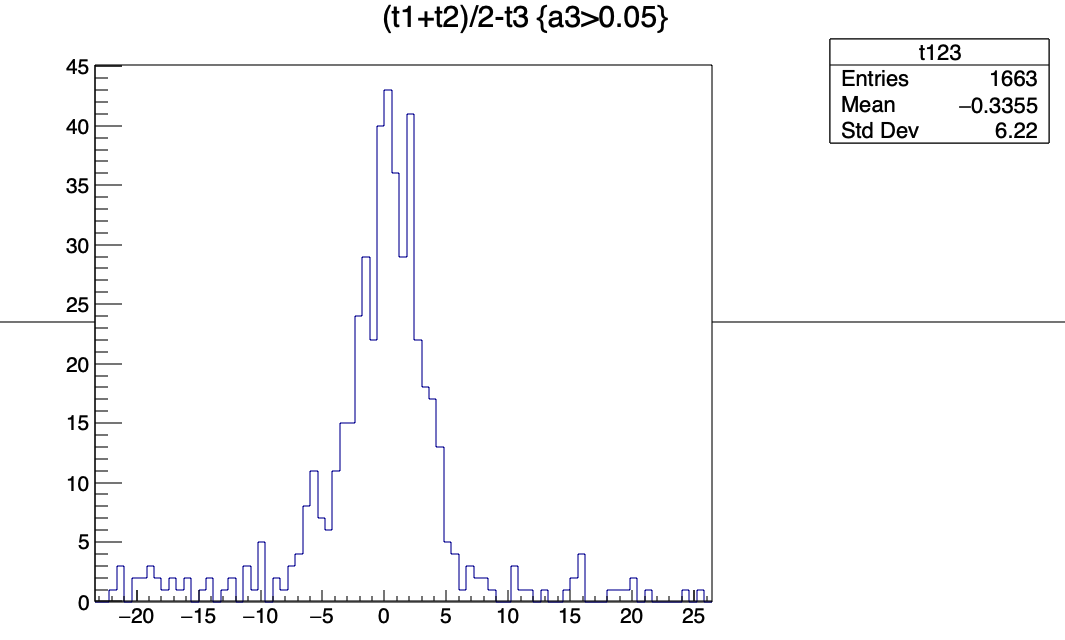 (t1+t2)/2-t3 {a3>0.05}
t123
Entries 1663
Mean −0.3355
Std Dev 6.22
45
40
35
30
25
20
15
10
5
0
−20 −15 −10 −5 0 5 10 15 20 25